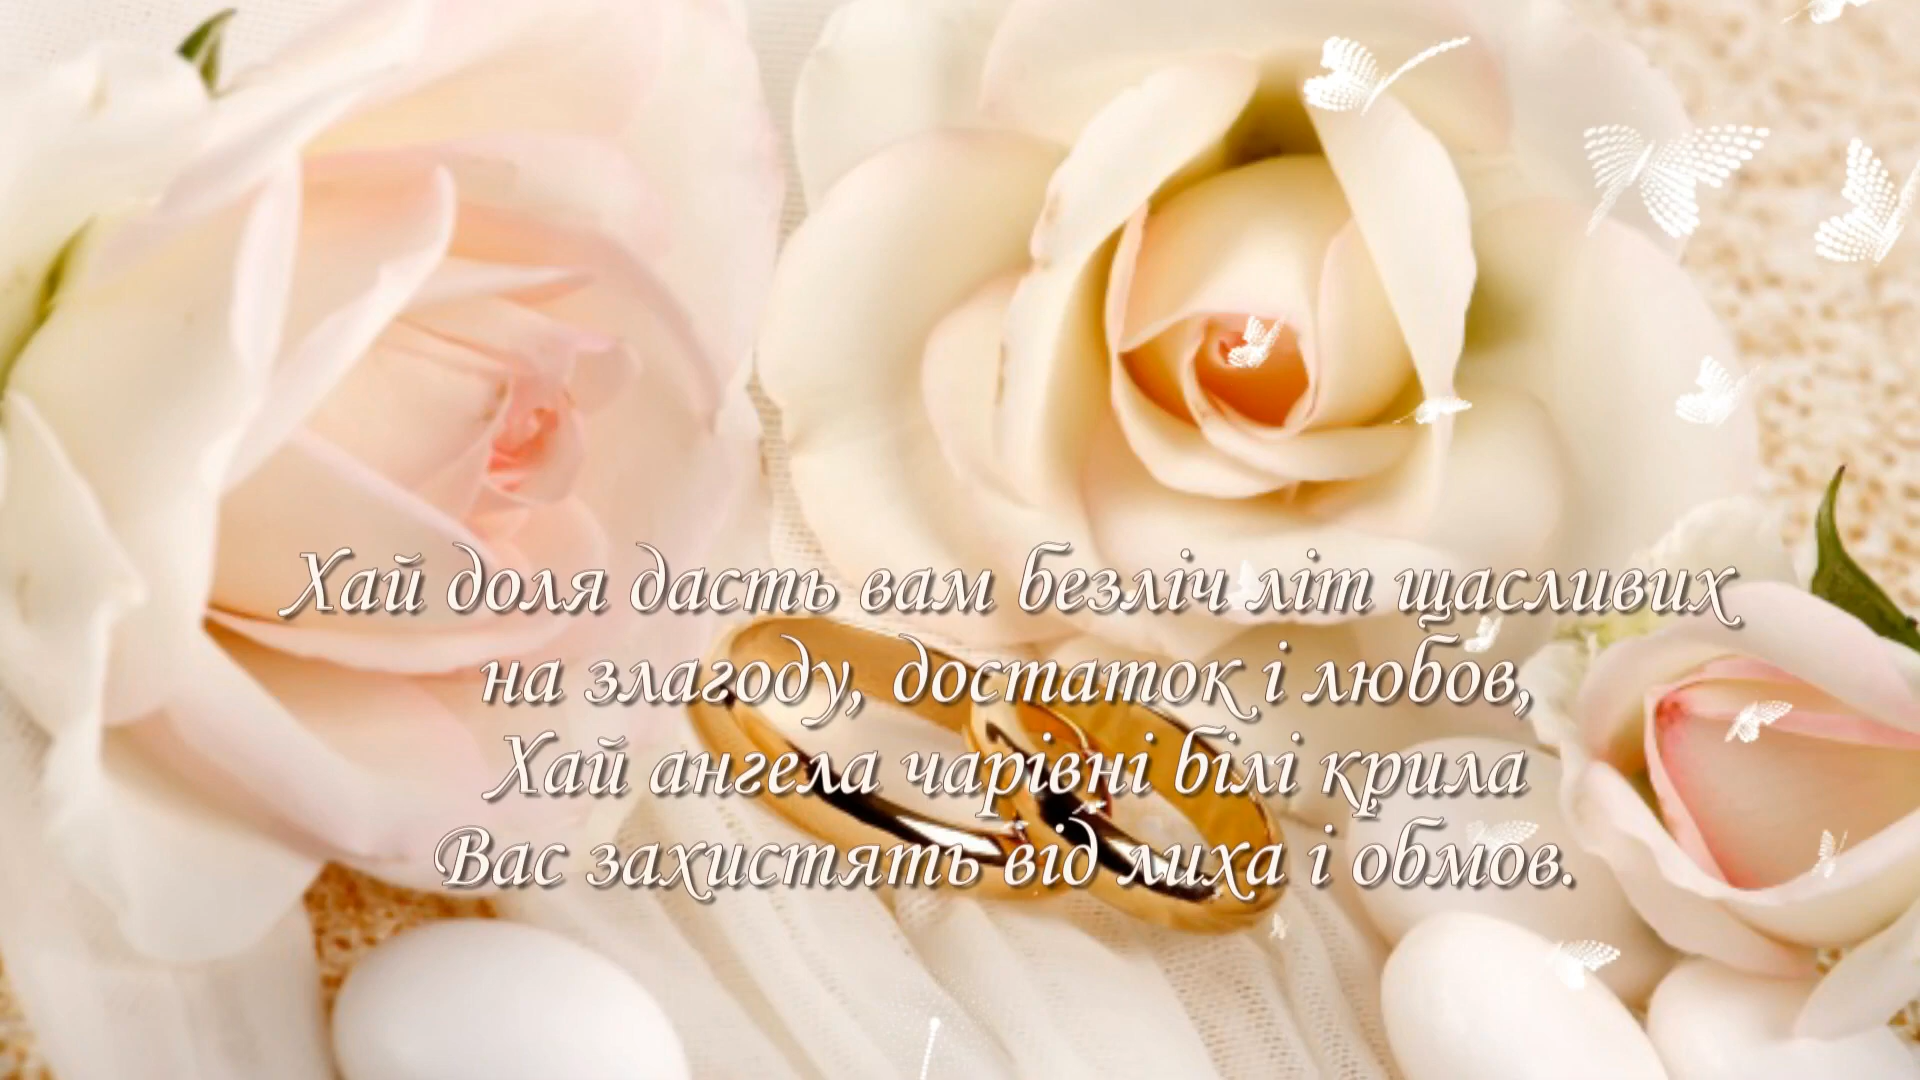 Хай доля дасть вам безліч літ щасливих
на злагоду, достаток і любов,
Хай ангела чарівні білі крила
Вас захистять від лиха і обмов.